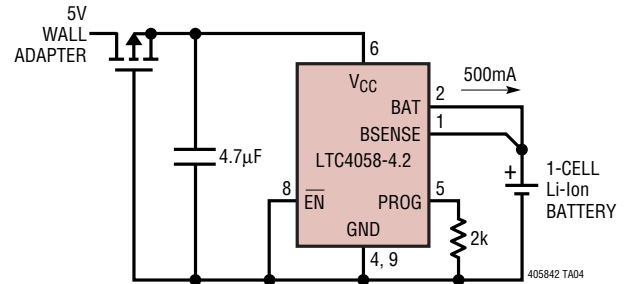 5V
WALL
ADAPTER
6
VCC
500mA
BAT
2
BSENSE
1
4.7µF
LTC4058-4.2
8
EN
PROG
5
GND
4, 9
2k
+
1-CELL
Li-Ion
BATTERY
405842 TA04